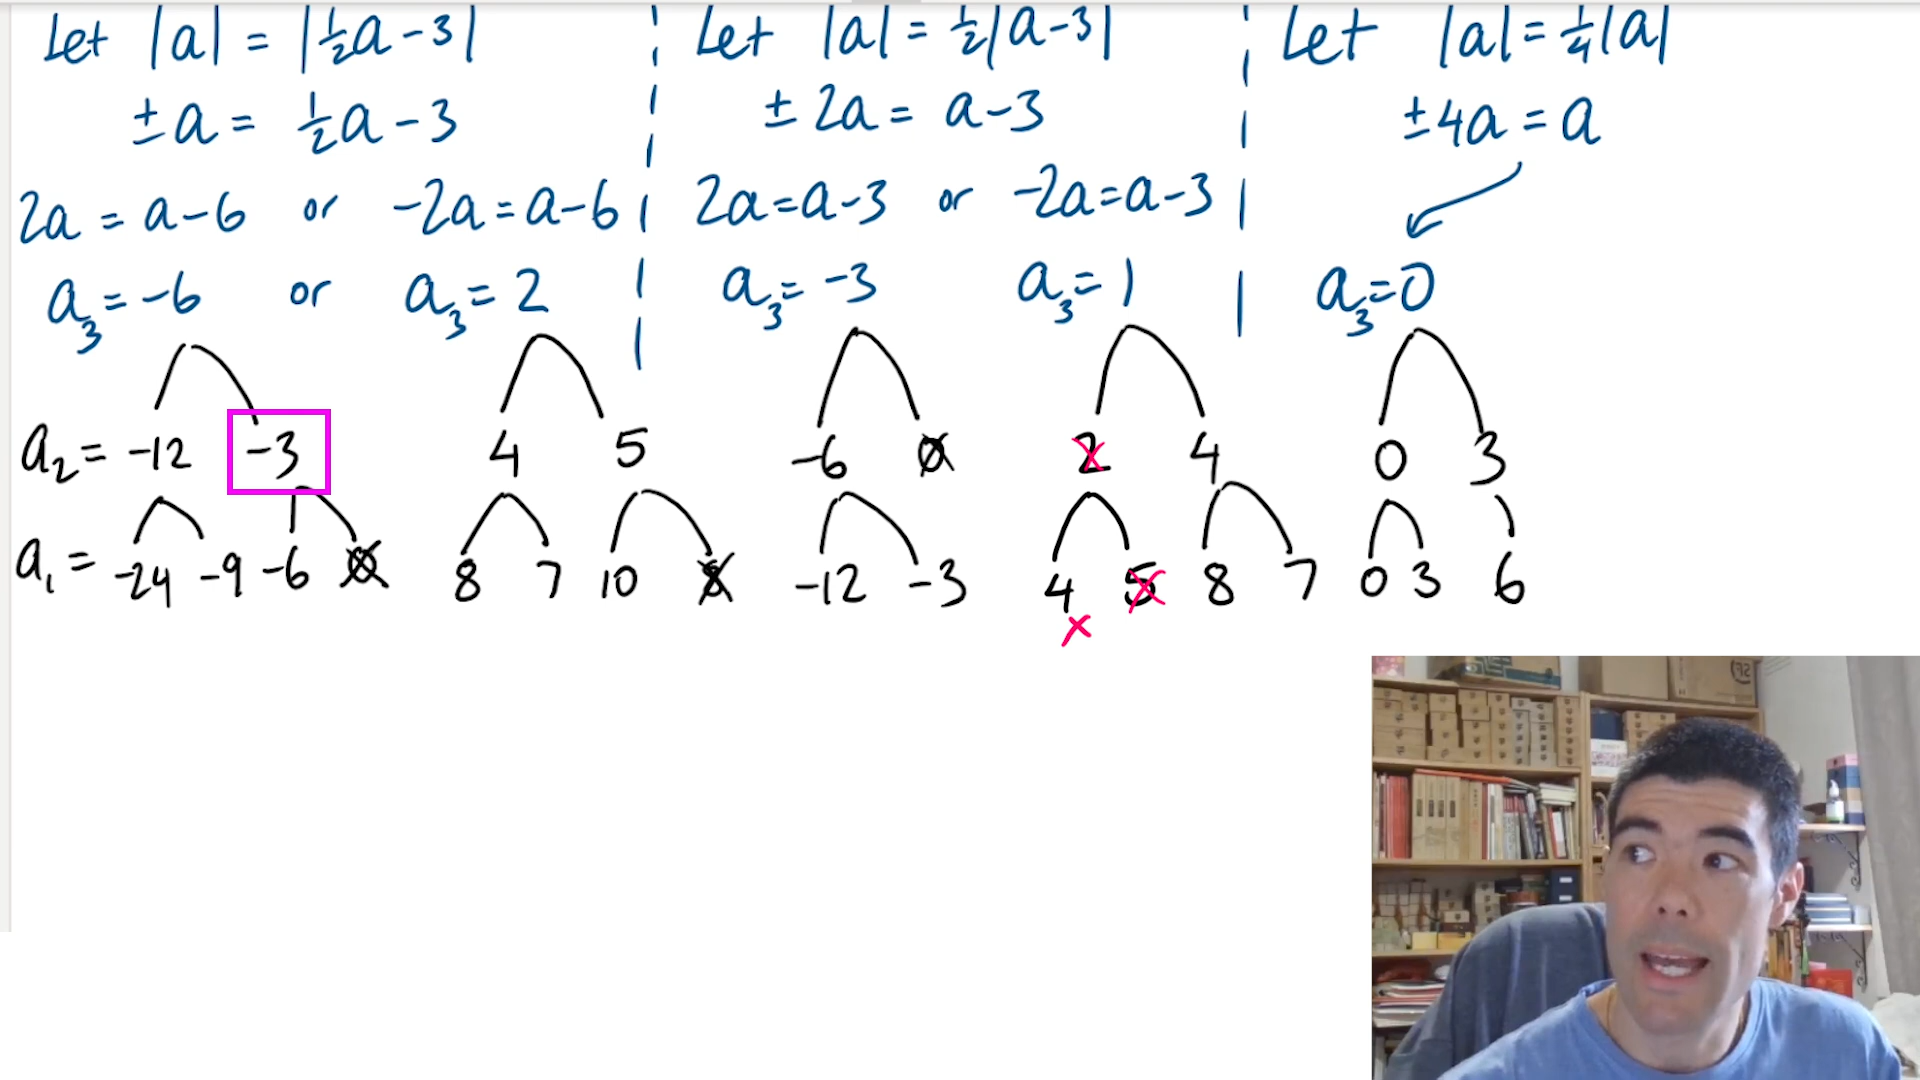 Let |a| = |½a-3|
±a = ½a-3
2a = a-6 or -2a=a-6
a₃=-6 or a₃=2
Let |a|=½|a-3|
±2a = a-3
2a=a-3 or -2a=a-3
a₃=-3 a₃=1
Let |a|=¼|a|
±4a=a
a₃=0
a₂= -12 -3 4 5 -6 0 2 4 0 3
a₁= -24 -9 -6 0 8 7 10 8 -12 -3 4 5 8 7 0 3 6